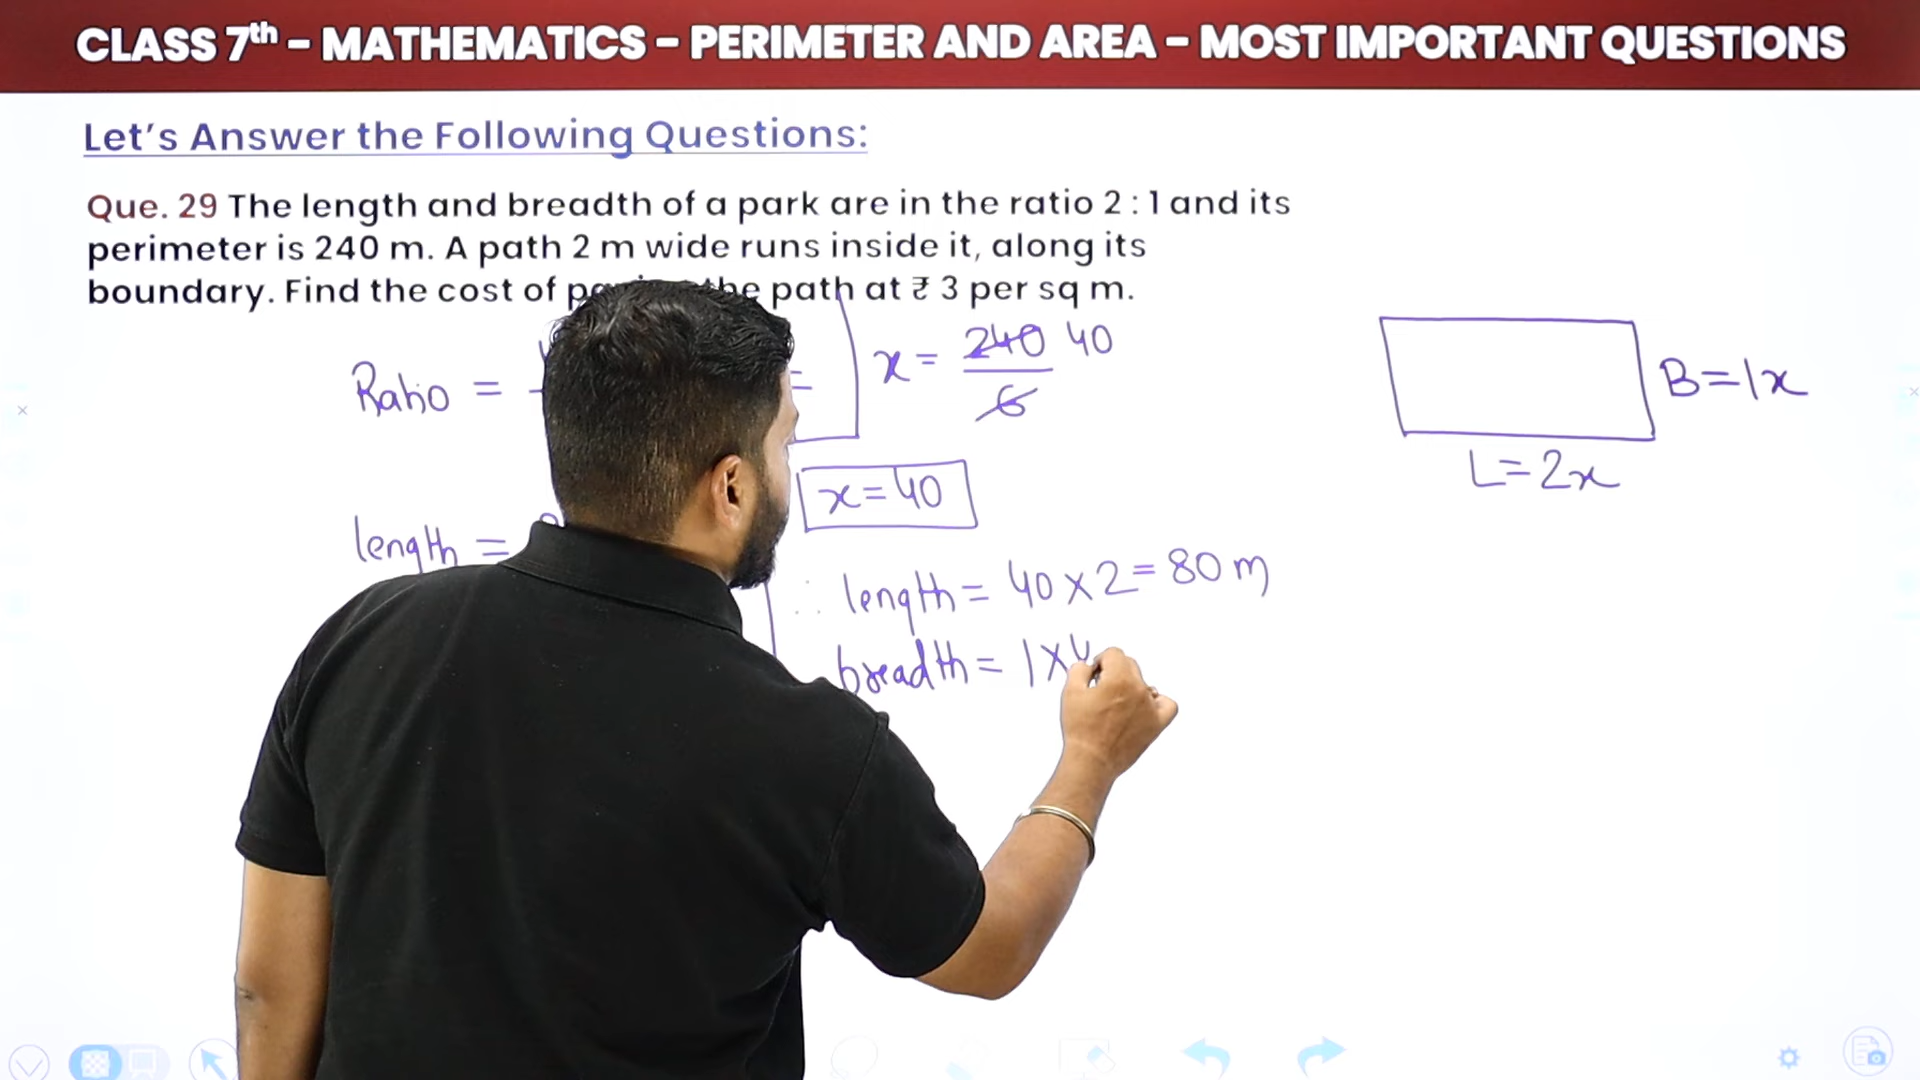 CLASS 7th - MATHEMATICS - PERIMETER AND AREA - MOST IMPORTANT QUESTIONS
Let's Answer the Following Questions:
Que. 29 The length and breadth of a park are in the ratio 2 : 1 and its
perimeter is 240 m. A path 2 m wide runs inside it, along its
boundary. Find the cost of the path at ₹ 3 per sq m.
Ratio = =
x = 240 40
6
x = 40
length =
∴ length = 40 × 2 = 80 m
breadth = 1 × 4
B = 1x
L = 2x